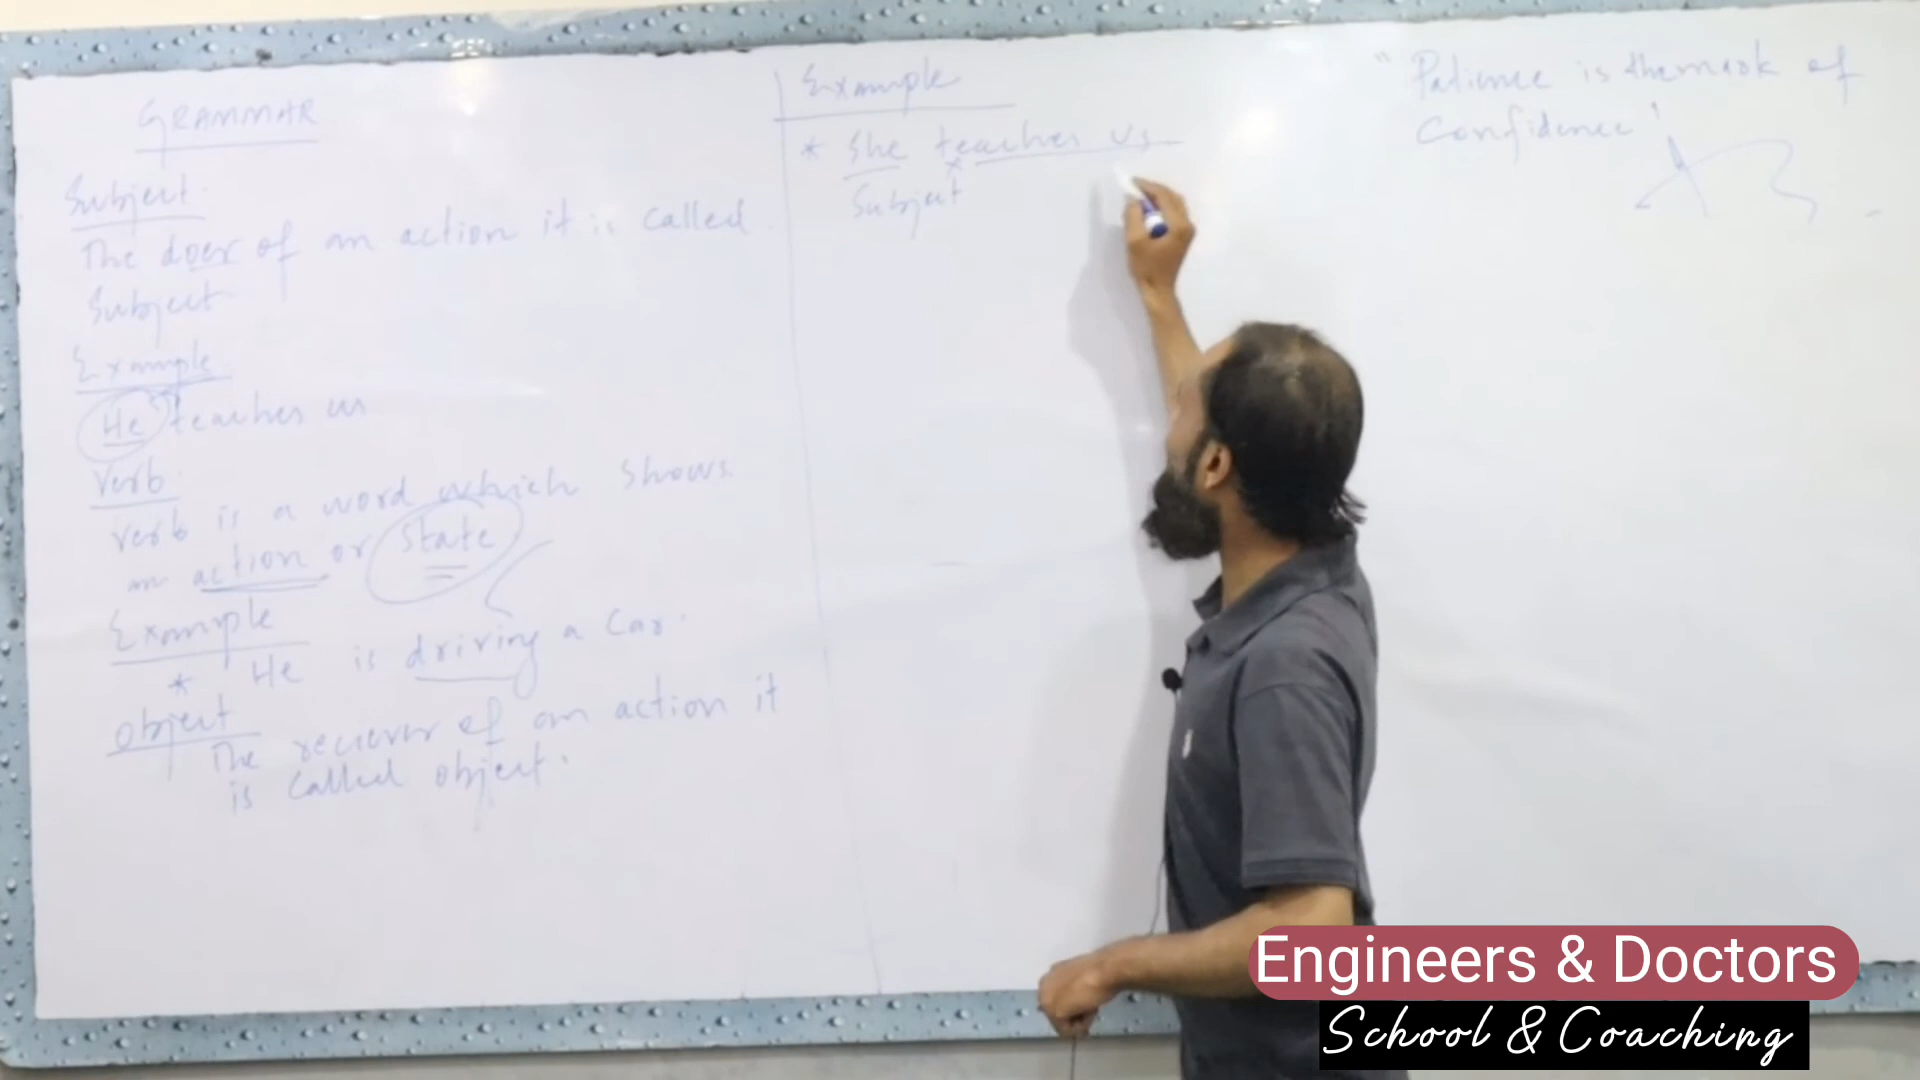 GRAMMAR
Subject
The doer of an action it is called
Subject
Example
He teaches us
Verb
verb is a word which shows
an action or state
Example
* He is driving a car.
object
The reciever of an action it
is called object.
Example
* She teaches us
Subject
"Patience is the mark of
Confidence"
Engineers & Doctors
School & Coaching